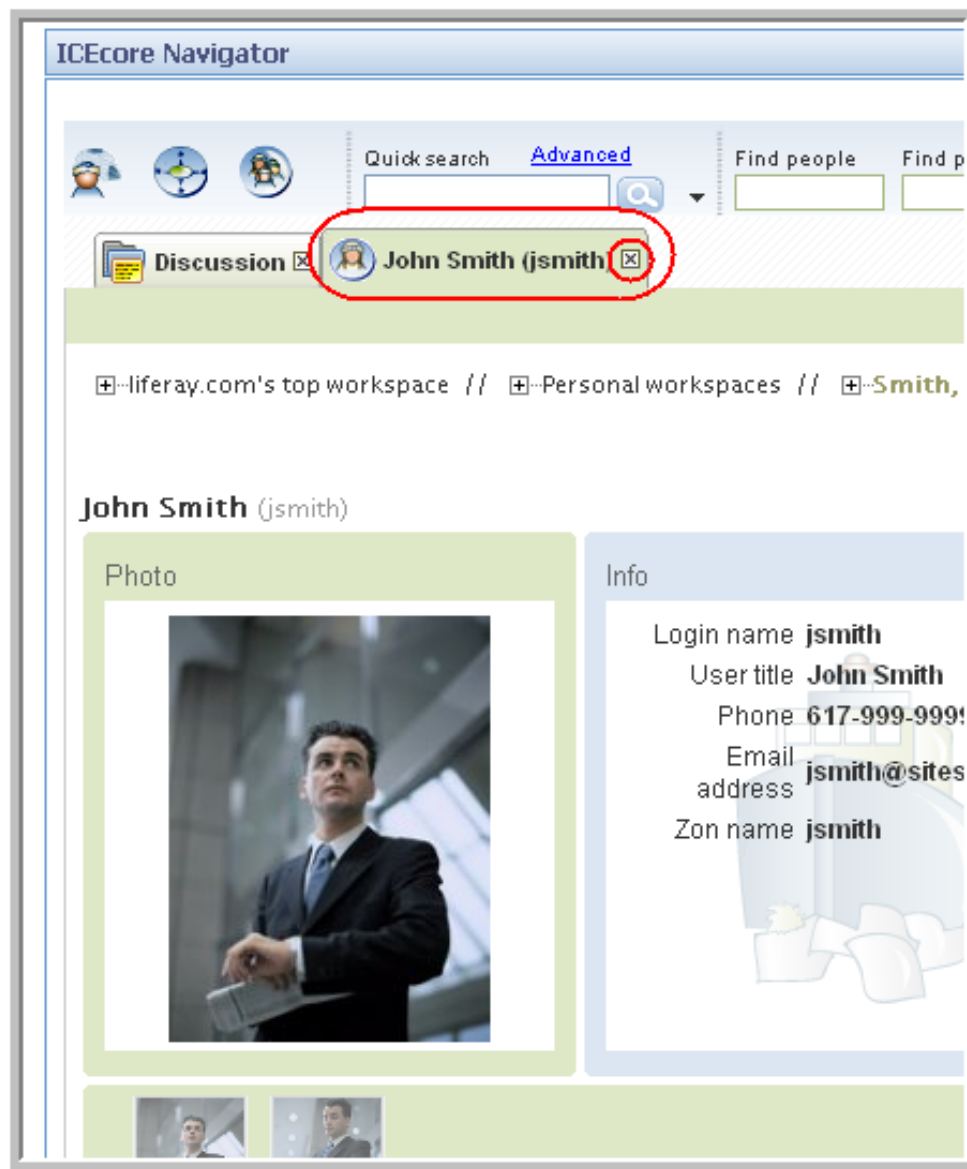 ICEcore Navigator
Quick search Advanced Find people Find p
Discussion John Smith (jsmith)
liferay.com's top workspace // Personal workspaces // Smith,
John Smith (jsmith)
Photo
Info
Login name jsmith
User title John Smith
Phone 617-999-9999
Email address jsmith@sites
Zon name jsmith